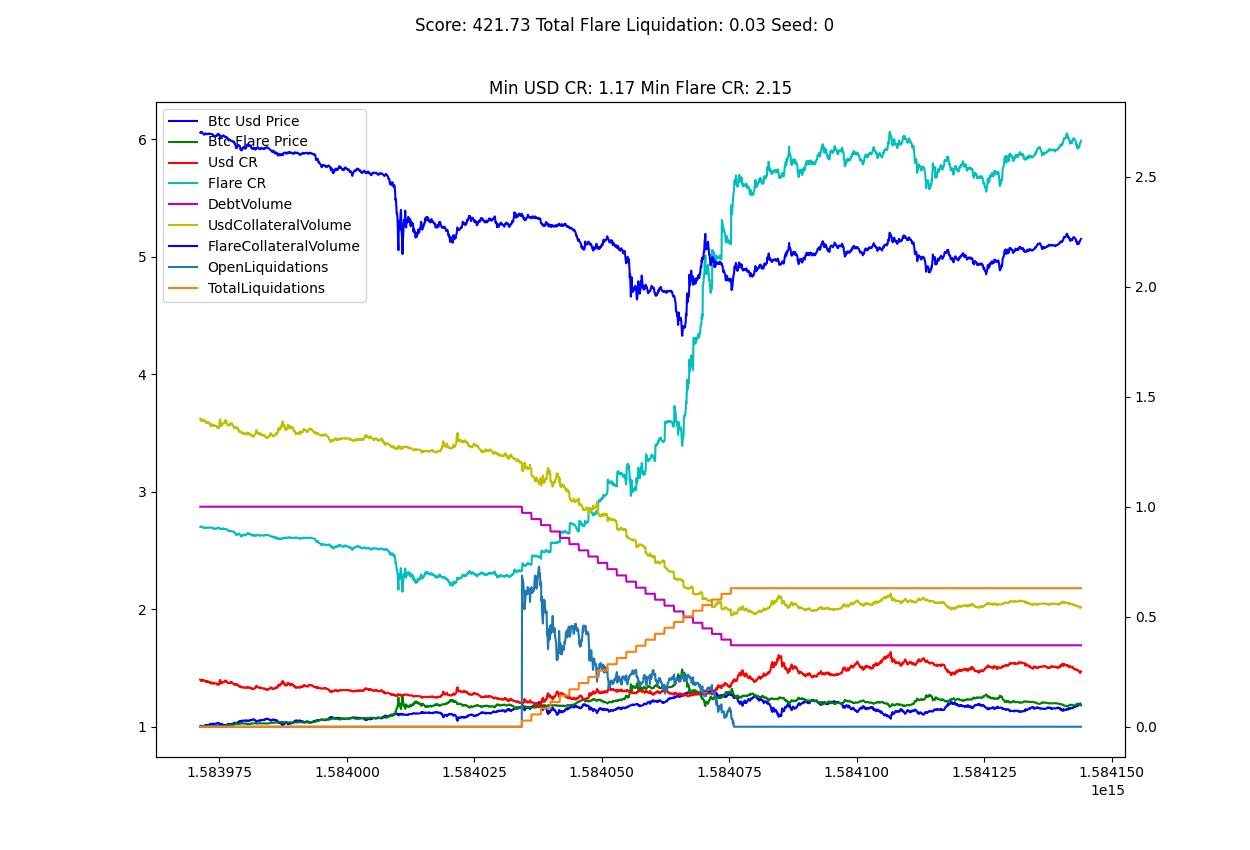 Score: 421.73 Total Flare Liquidation: 0.03 Seed: 0
Min USD CR: 1.17 Min Flare CR: 2.15
Btc Usd Price
Btc Flare Price
Usd CR
Flare CR
DebtVolume
UsdCollateralVolume
FlareCollateralVolume
OpenLiquidations
TotalLiquidations
6
5
4
3
2
1
2.5
2.0
1.5
1.0
0.5
0.0
1.583975 1.584000 1.584025 1.584050 1.584075 1.584100 1.584125 1.584150
1e15